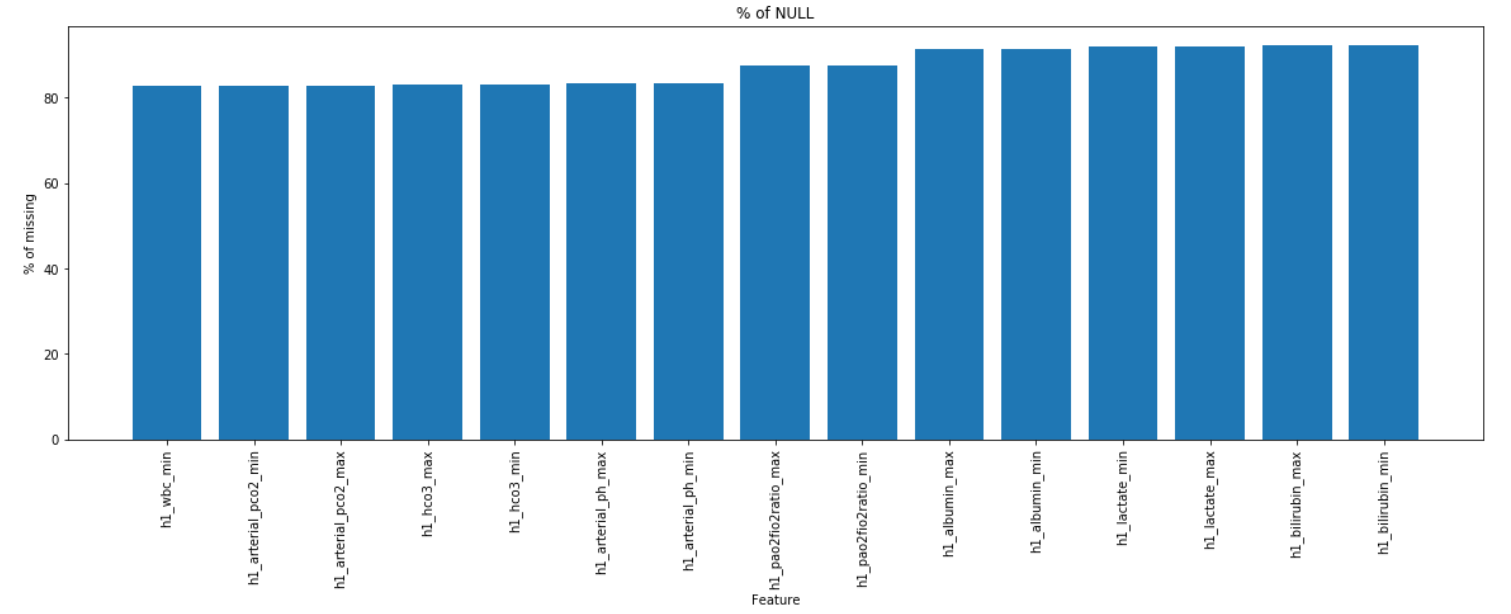 % of NULL
% of missing
80
60
40
20
0
h1_wbc_min
h1_arterial_pco2_min
h1_arterial_pco2_max
h1_hco3_max
h1_hco3_min
h1_arterial_ph_max
h1_arterial_ph_min
h1_pao2fio2ratio_max
h1_pao2fio2ratio_min
h1_albumin_max
h1_albumin_min
h1_lactate_min
h1_lactate_max
h1_bilirubin_max
h1_bilirubin_min
Feature